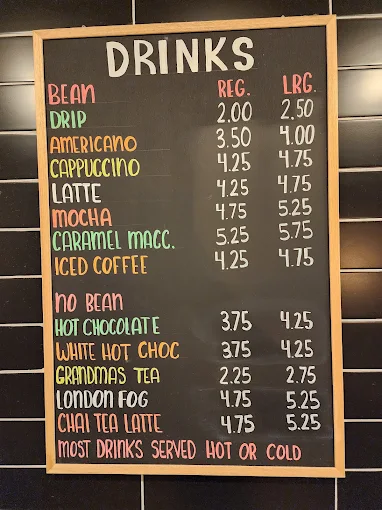 DRINKS
BEAN REG. LRG.
DRIP 2.00 2.50
AMERICANO 3.50 4.00
CAPPUCCINO 4.25 4.75
LATTE 4.25 4.75
MOCHA 4.75 5.25
CARAMEL MACC. 5.25 5.75
ICED COFFEE 4.25 4.75
NO BEAN
HOT CHOCOLATE 3.75 4.25
WHITE HOT CHOC 3.75 4.25
GRANDMAS TEA 2.25 2.75
LONDON FOG 4.75 5.25
CHAI TEA LATTE 4.75 5.25
MOST DRINKS SERVED HOT OR COLD